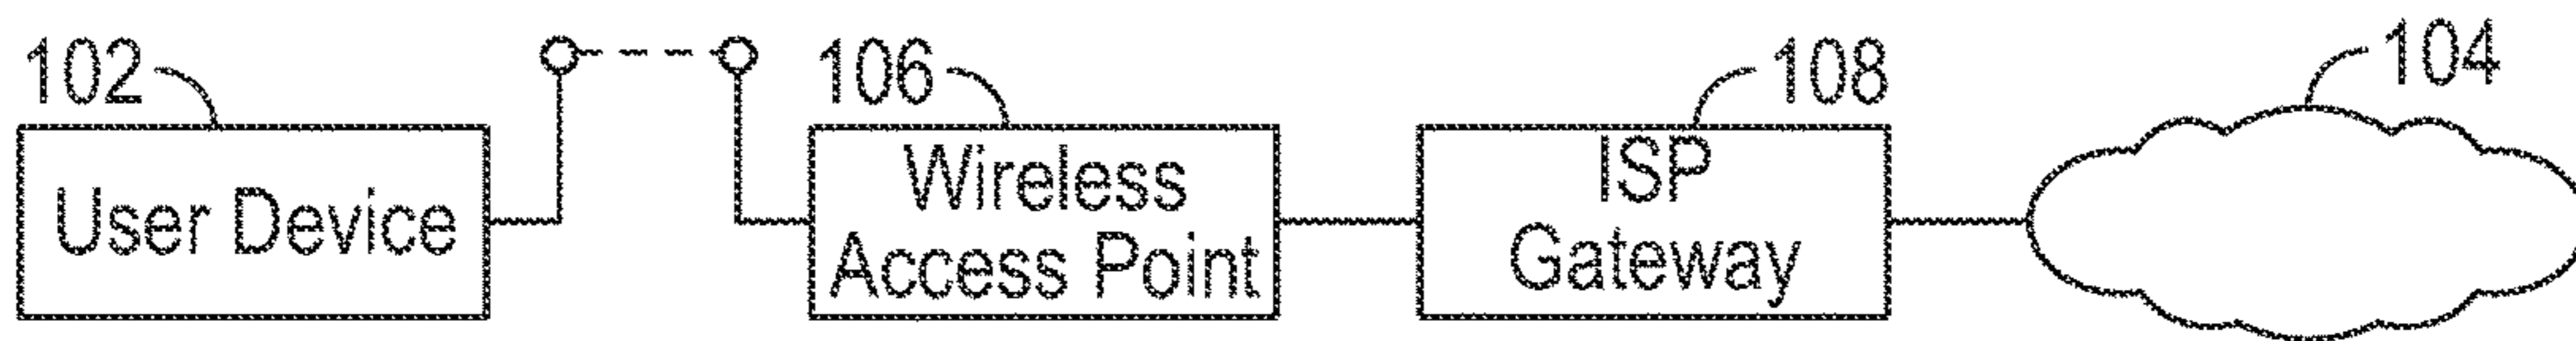 102
106
108
104
User Device
Wireless
Access Point
ISP
Gateway